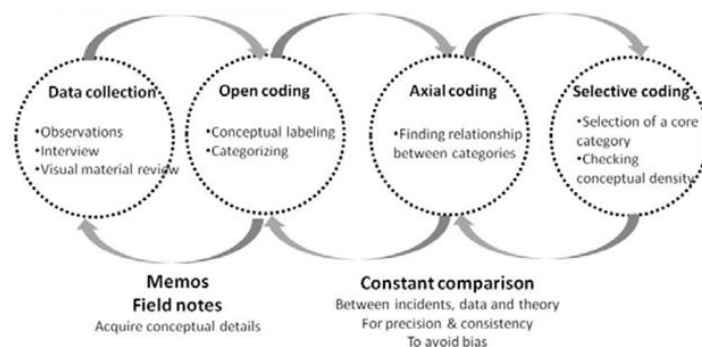 Data collection
•Observations
•Interview
•Visual material review
Open coding
•Conceptual labeling
•Categorizing
Axial coding
•Finding relationship
between categories
Selective coding
•Selection of a core
category
•Checking
conceptual density
Memos
Field notes
Acquire conceptual details
Constant comparison
Between incidents, data and theory
For precision & consistency
To avoid bias